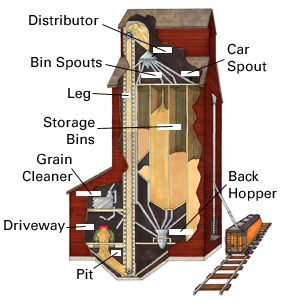 Distributor
Bin Spouts
Car
Spout
Leg
Storage
Bins
Grain
Cleaner
Back
Hopper
Driveway
Pit